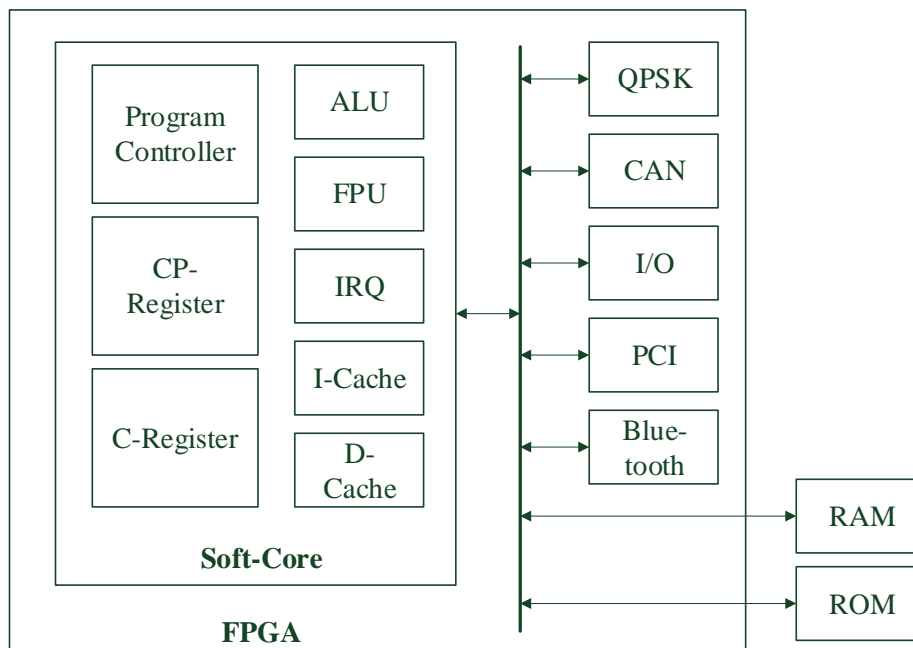 Program
Controller
CP-
Register
C-Register
ALU
FPU
IRQ
I-Cache
D-
Cache
Soft-Core
FPGA
QPSK
CAN
I/O
PCI
Blue-
tooth
RAM
ROM